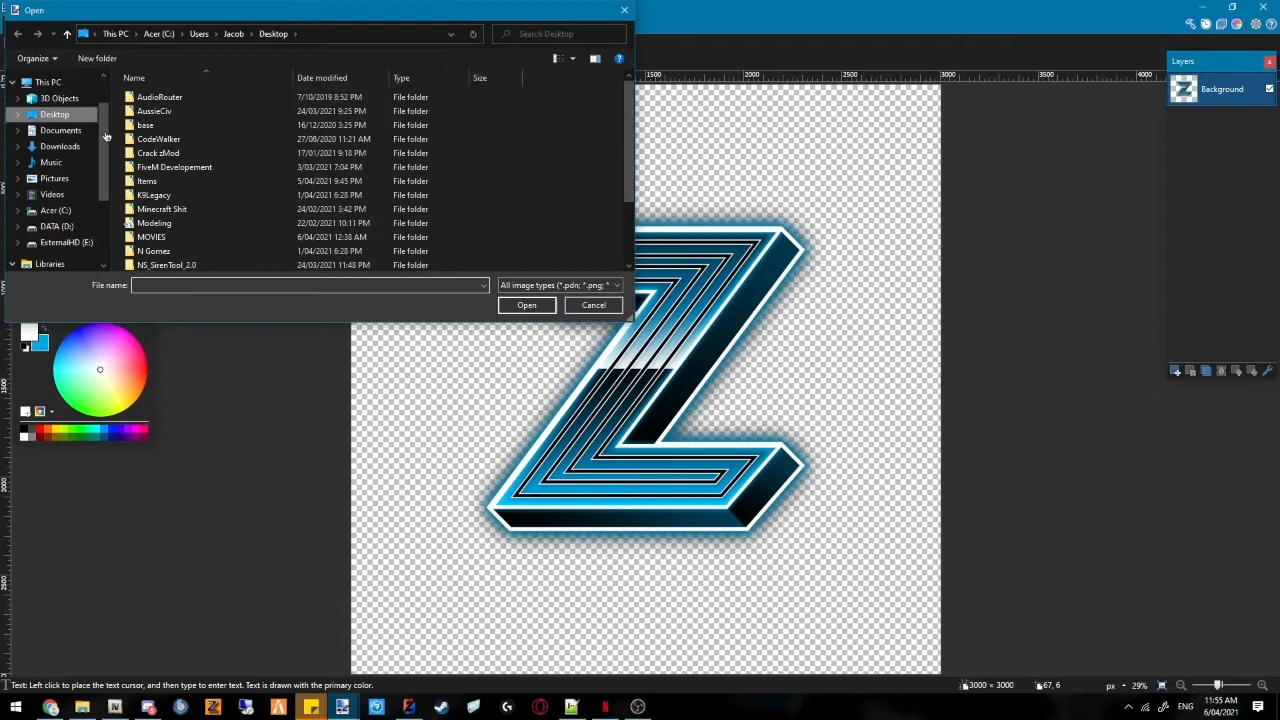 Open
This PC › Acer (C:) › Users › Jacob › Desktop ›
Search Desktop
Organize
New folder
Name Date modified Type Size
AudioRouter 7/10/2019 8:52 PM File folder
AussieCiv 24/03/2021 9:25 PM File folder
base 16/12/2020 3:25 PM File folder
CodeWalker 27/08/2020 11:21 AM File folder
Crack zMod 17/01/2021 9:18 PM File folder
FiveM Developement 3/03/2021 7:04 PM File folder
Items 5/04/2021 9:45 PM File folder
K9Legacy 1/04/2021 6:28 PM File folder
Minecraft Shit 24/02/2021 3:42 PM File folder
Modeling 22/02/2021 10:11 PM File folder
MOVIES 6/04/2021 12:38 AM File folder
N Gomez 1/04/2021 6:28 PM File folder
NS_SirenTool_2.0 24/03/2021 11:48 PM File folder
This PC
3D Objects
Desktop
Documents
Downloads
Music
Pictures
Videos
Acer (C:)
DATA (D:)
ExternalHD (E:)
Libraries
File name:
All image types (*.pdn; *.png; *
Open
Cancel
1500 2000 2500 3000 3500 4000
Layers
Background
1500
2000
2500
Z
Text: Left click to place the text cursor, and then type to enter text. Text is drawn with the primary color.
3000 × 3000
67, 6
px
29%
ENG
11:55 AM
6/04/2021